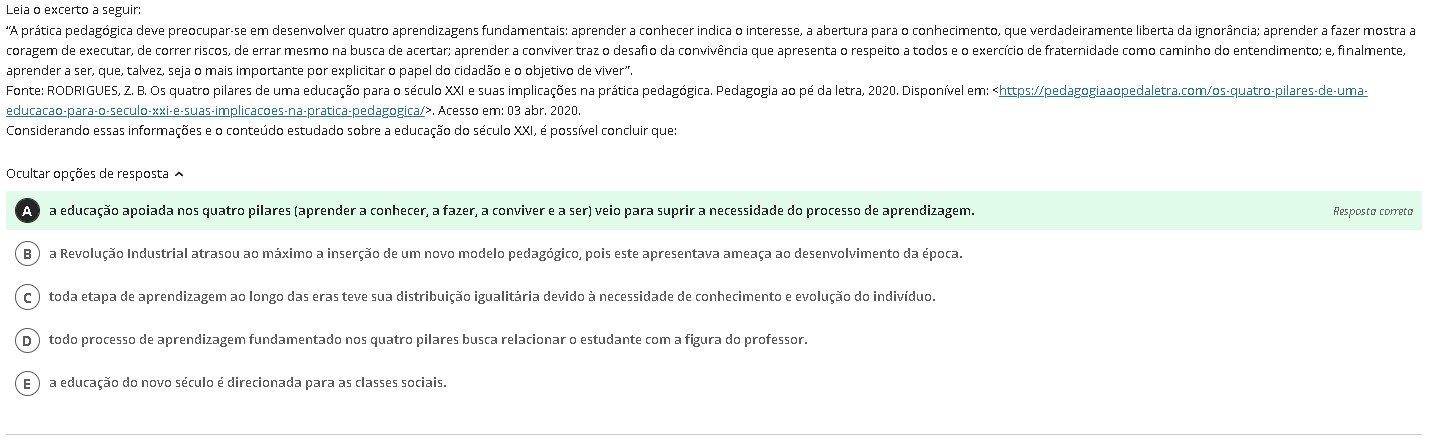 Leia o excerto a seguir:
“A prática pedagógica deve preocupar-se em desenvolver quatro aprendizagens fundamentais: aprender a conhecer indica o interesse, a abertura para o conhecimento, que verdadeiramente liberta da ignorância; aprender a fazer mostra a
coragem de executar, de correr riscos, de errar mesmo na busca de acertar; aprender a conviver traz o desafio da convivência que apresenta o respeito a todos e o exercício de fraternidade como caminho do entendimento; e, finalmente,
aprender a ser, que, talvez, seja o mais importante por explicitar o papel do cidadão e o objetivo de viver”.
Fonte: RODRIGUES, Z. B. Os quatro pilares de uma educação para o século XXI e suas implicações na prática pedagógica. Pedagogia ao pé da letra, 2020. Disponível em: <https://pedagogiaaopedaletra.com/os-quatro-pilares-de-uma-
educacao-para-o-seculo-xxi-e-suas-implicacoes-na-pratica-pedagogica/>. Acesso em: 03 abr. 2020.
Considerando essas informações e o conteúdo estudado sobre a educação do século XXI, é possível concluir que:
Ocultar opções de resposta
A a educação apoiada nos quatro pilares (aprender a conhecer, a fazer, a conviver e a ser) veio para suprir a necessidade do processo de aprendizagem. Resposta correta
B a Revolução Industrial atrasou ao máximo a inserção de um novo modelo pedagógico, pois este apresentava ameaça ao desenvolvimento da época.
C toda etapa de aprendizagem ao longo das eras teve sua distribuição igualitária devido à necessidade de conhecimento e evolução do indivíduo.
D todo processo de aprendizagem fundamentado nos quatro pilares busca relacionar o estudante com a figura do professor.
E a educação do novo século é direcionada para as classes sociais.